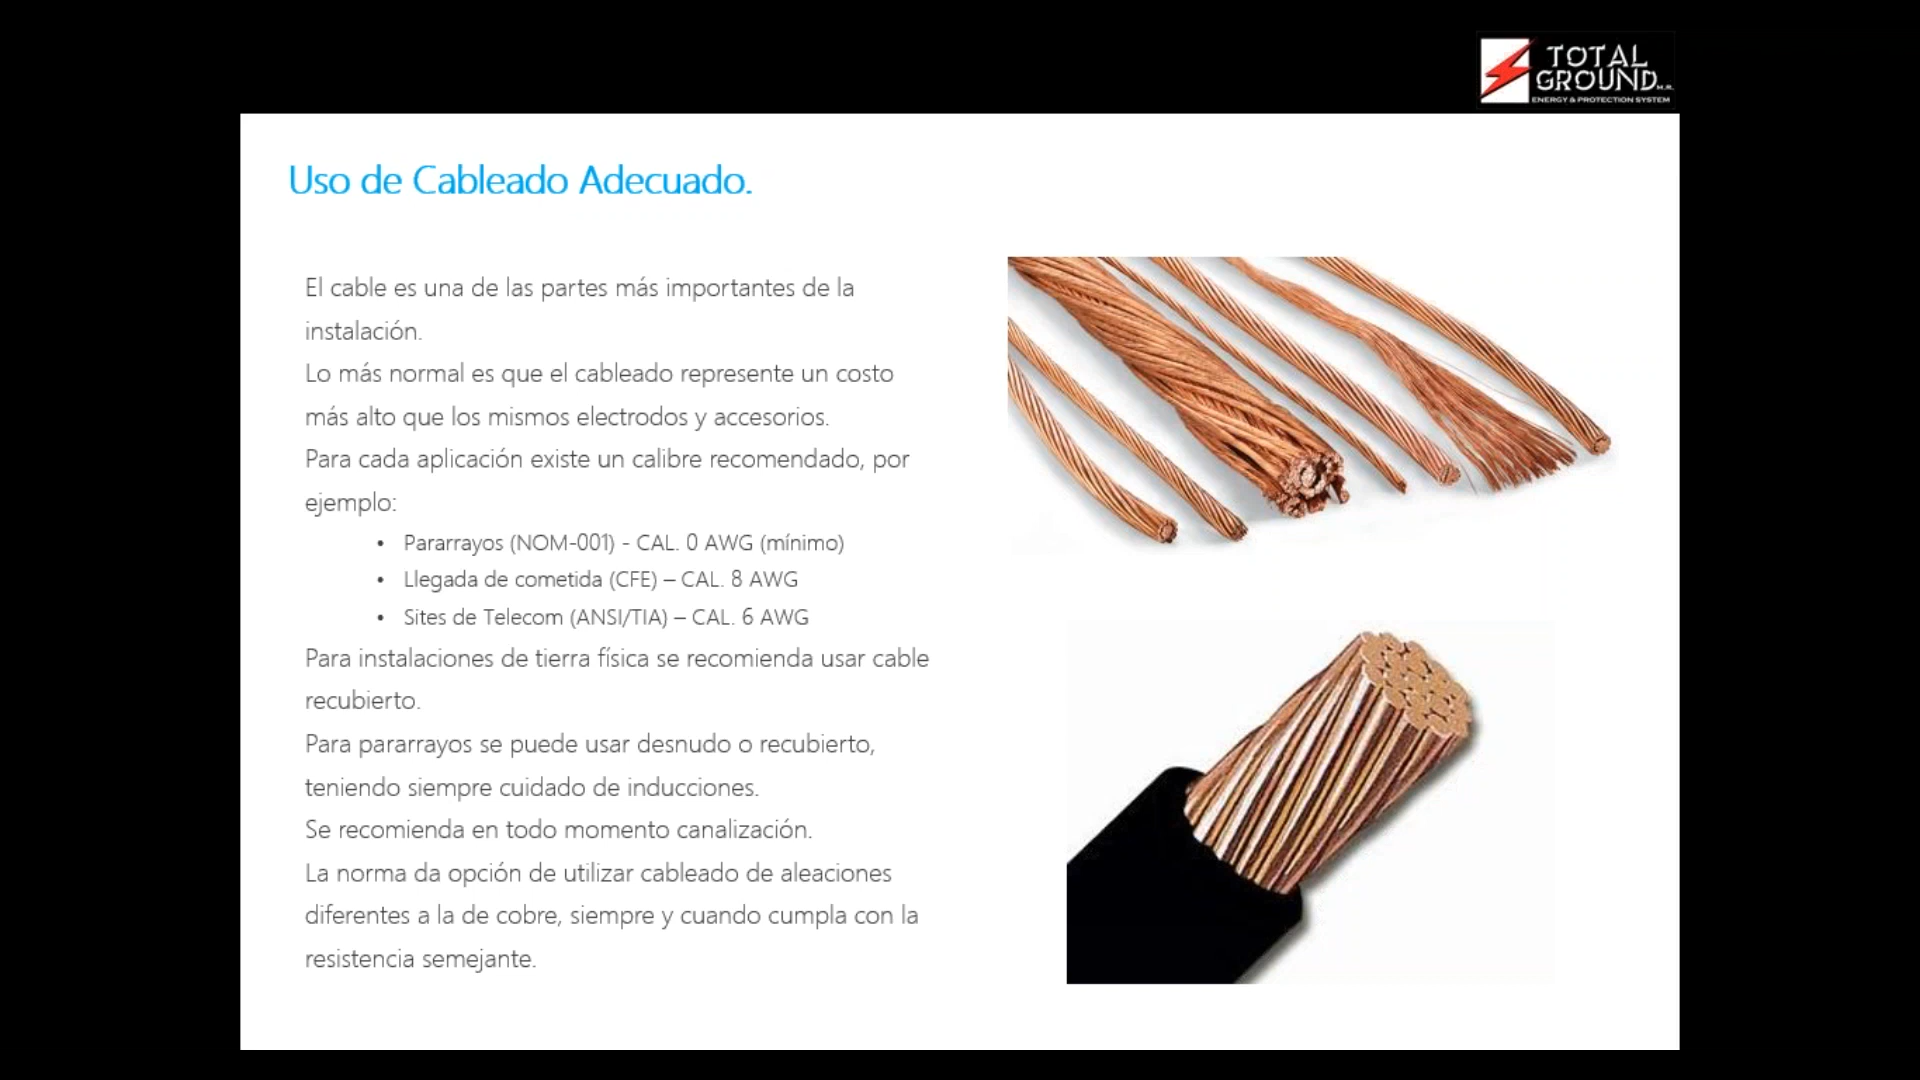 TOTAL
GROUND M.R.
ENERGY & PROTECTION SYSTEM
Uso de Cableado Adecuado.
El cable es una de las partes más importantes de la
instalación.
Lo más normal es que el cableado represente un costo
más alto que los mismos electrodos y accesorios.
Para cada aplicación existe un calibre recomendado, por
ejemplo:
• Pararrayos (NOM-001) - CAL. 0 AWG (mínimo)
• Llegada de cometida (CFE) – CAL. 8 AWG
• Sites de Telecom (ANSI/TIA) – CAL. 6 AWG
Para instalaciones de tierra física se recomienda usar cable
recubierto.
Para pararrayos se puede usar desnudo o recubierto,
teniendo siempre cuidado de inducciones.
Se recomienda en todo momento canalización.
La norma da opción de utilizar cableado de aleaciones
diferentes a la de cobre, siempre y cuando cumpla con la
resistencia semejante.